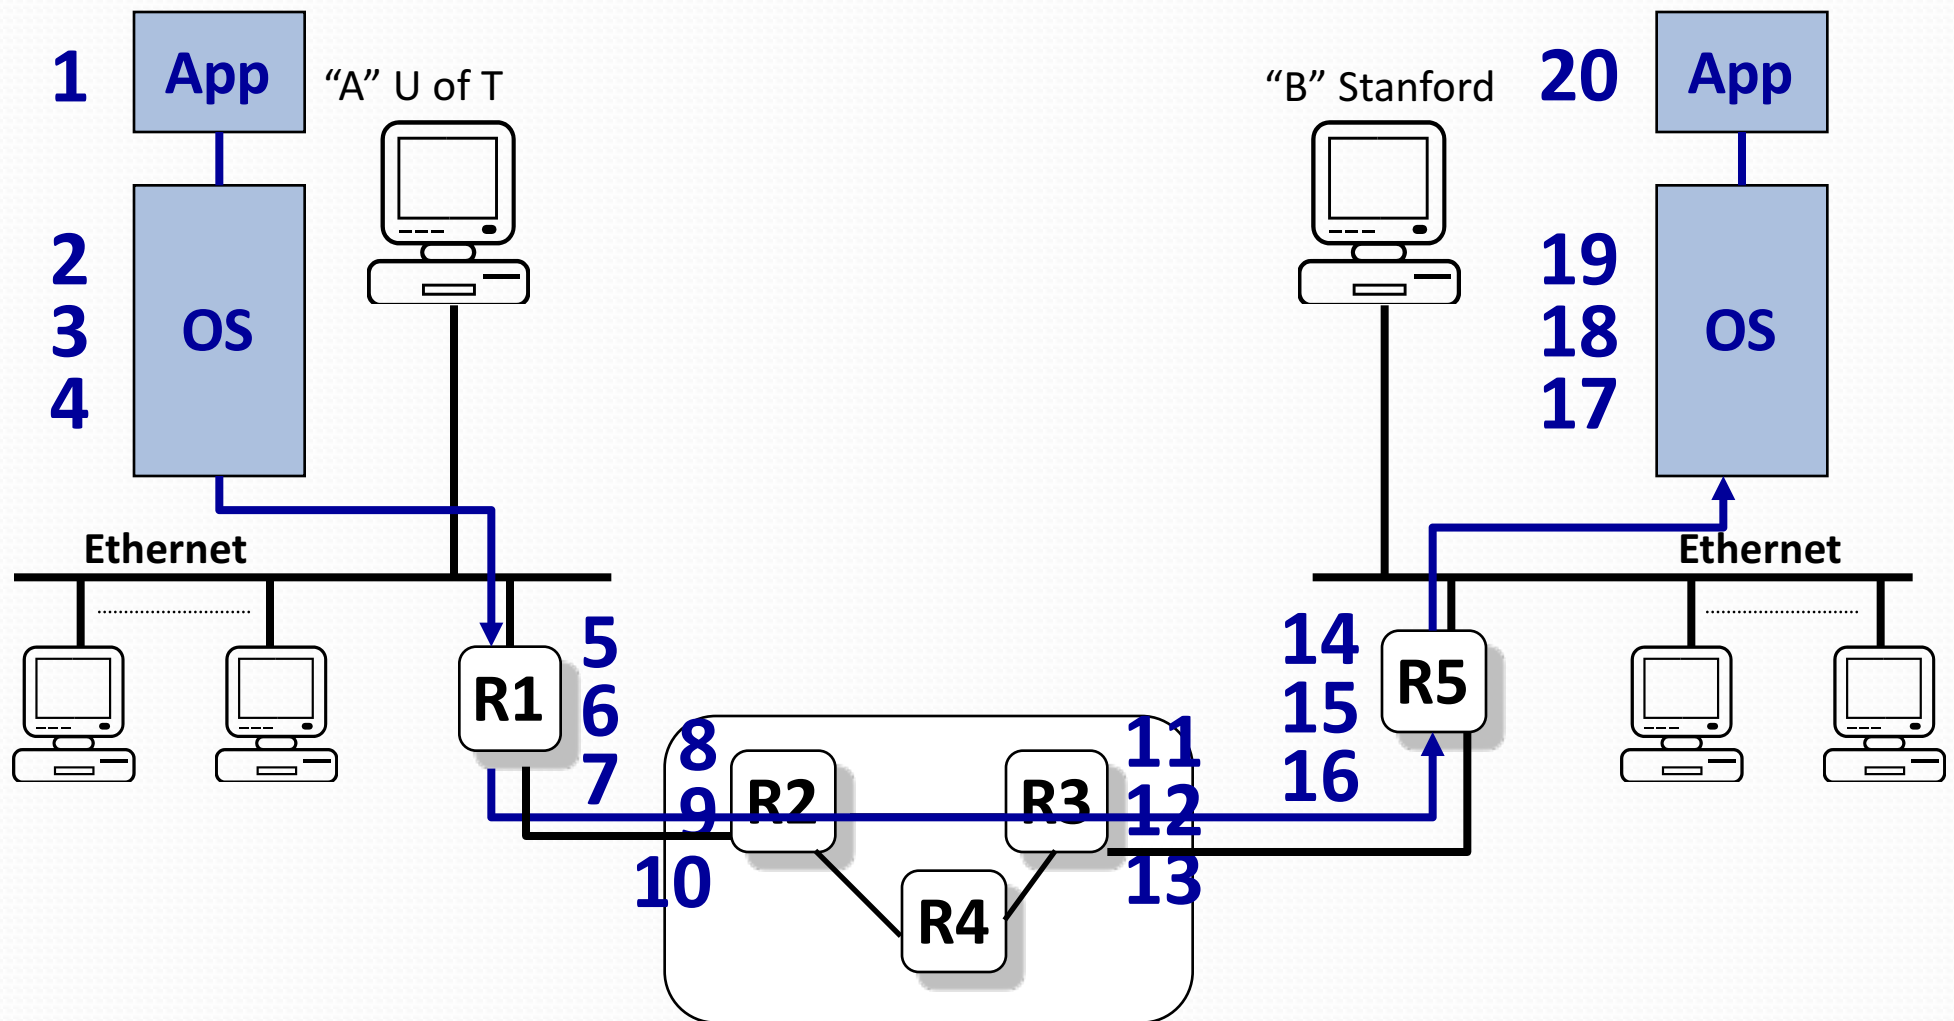 1
App
"A" U of T
"B" Stanford
20
App
2
3
4
OS
19
18
17
OS
Ethernet
Ethernet
5
6
7
R1
14
15
16
R5
8
9
10
R2
R3
11
12
13
R4